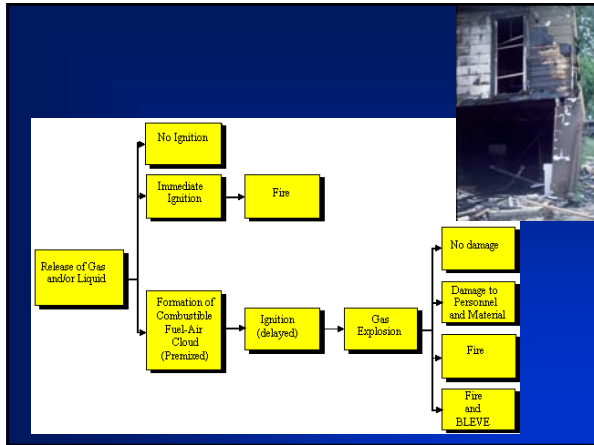 No Ignition
Immediate
Ignition
Fire
Release of Gas
and/or Liquid
Formation of
Combustible
Fuel-Air
Cloud
(Premixed)
Ignition
(delayed)
Gas
Explosion
No damage
Damage to
Personnel
and Material
Fire
Fire
and
BLEVE